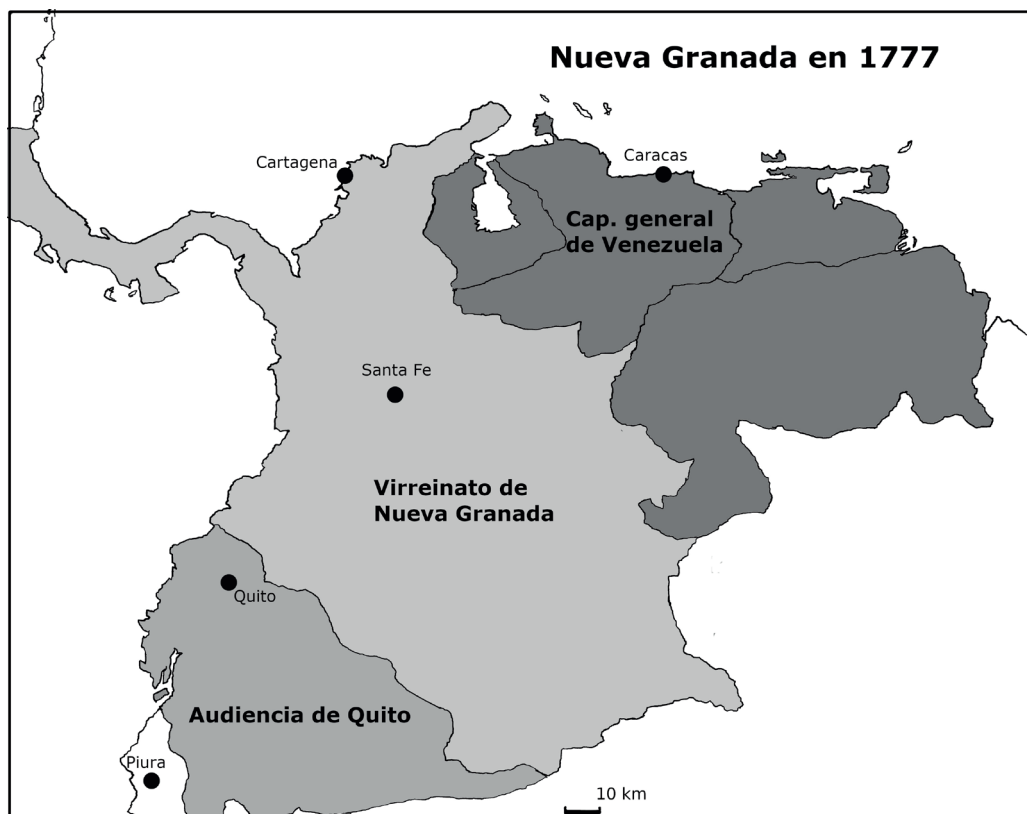 Nueva Granada en 1777
Cartagena
Caracas
Cap. general
de Venezuela
Santa Fe
Virreinato de
Nueva Granada
Quito
Audiencia de Quito
Piura
10 km